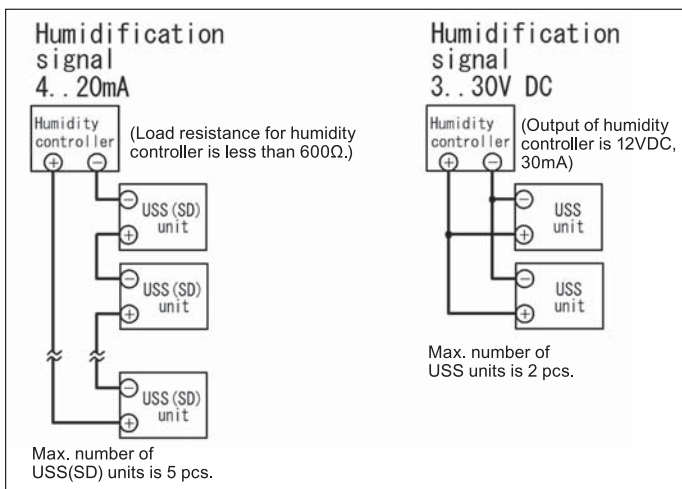 Humidification
signal
4..20mA
Humidity
controller
(Load resistance for humidity
controller is less than 600Ω.)
⊕ ⊖
⊖
USS(SD)
unit
⊕
⊖
USS(SD)
unit
⊕
⊖
USS(SD)
unit
⊕
Max. number of
USS(SD) units is 5 pcs.
Humidification
signal
3..30V DC
Humidity
controller
(Output of humidity
controller is 12VDC,
30mA)
⊕ ⊖
⊖
USS
unit
⊕
⊖
USS
unit
⊕
Max. number of
USS units is 2 pcs.